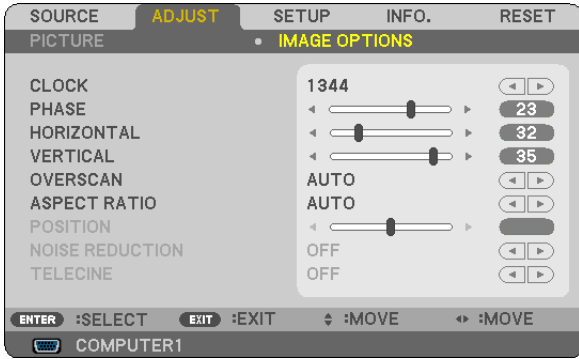 SOURCE ADJUST SETUP INFO. RESET
PICTURE • IMAGE OPTIONS
CLOCK 1344
PHASE 23
HORIZONTAL 32
VERTICAL 35
OVERSCAN AUTO
ASPECT RATIO AUTO
POSITION
NOISE REDUCTION OFF
TELECINE OFF
ENTER :SELECT EXIT :EXIT :MOVE :MOVE
COMPUTER1